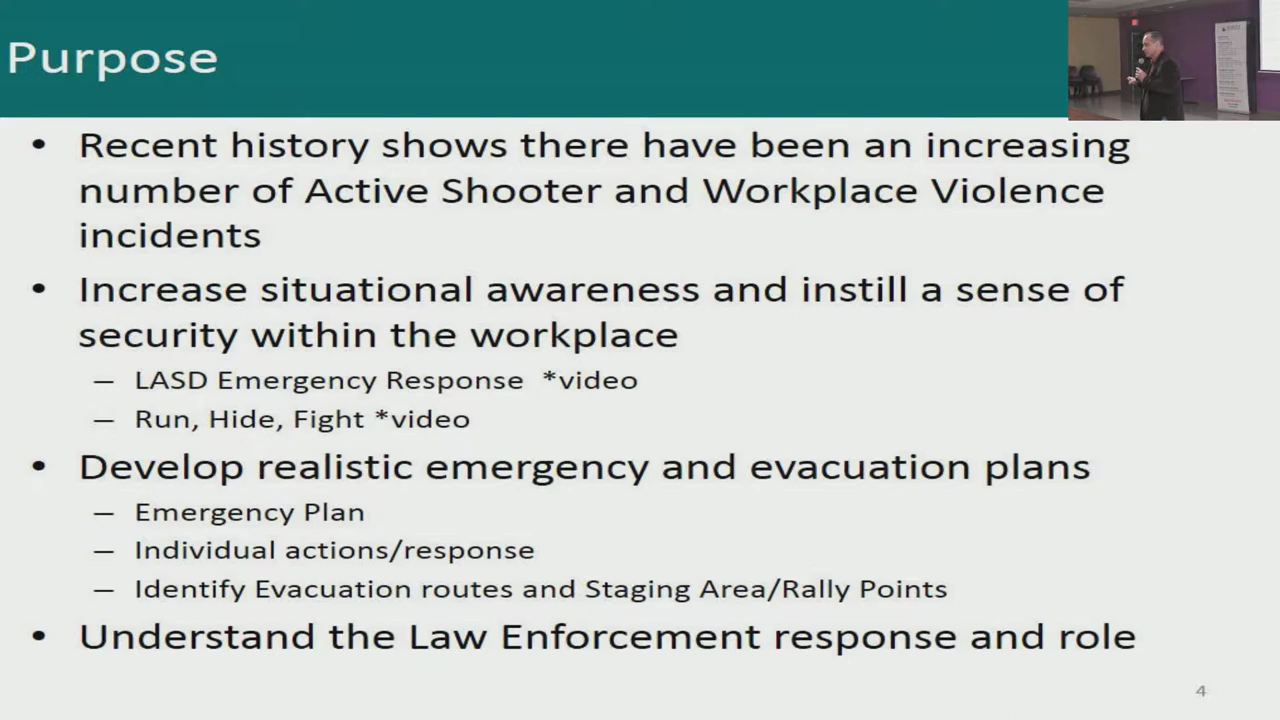 Purpose
• Recent history shows there have been an increasing
number of Active Shooter and Workplace Violence
incidents
• Increase situational awareness and instill a sense of
security within the workplace
– LASD Emergency Response *video
– Run, Hide, Fight *video
• Develop realistic emergency and evacuation plans
– Emergency Plan
– Individual actions/response
– Identify Evacuation routes and Staging Area/Rally Points
• Understand the Law Enforcement response and role
4